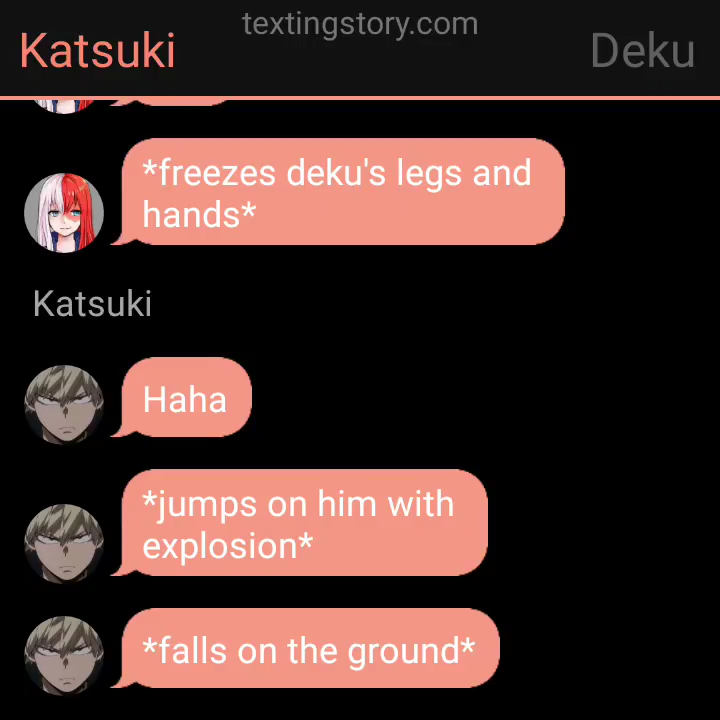 textingstory.com
Katsuki
Deku
*freezes deku's legs and
hands*
Katsuki
Haha
*jumps on him with
explosion*
*falls on the ground*